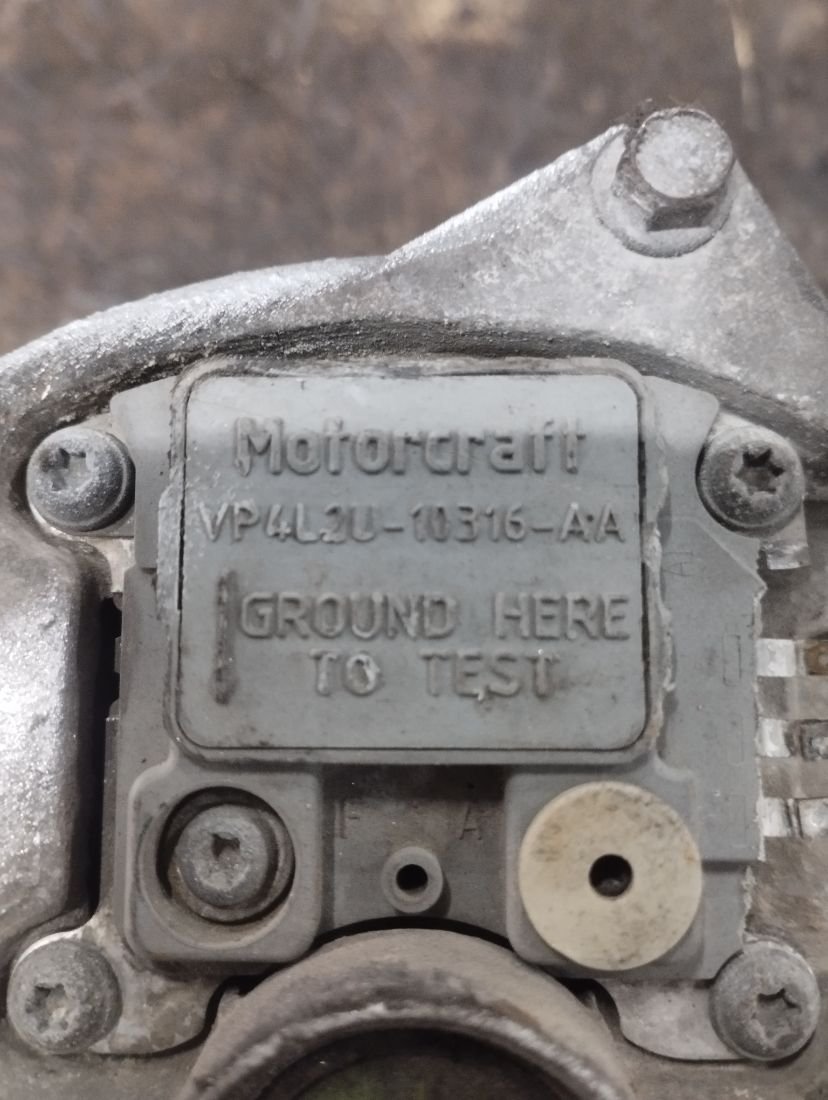 Motorcraft
VP4L2U-10316-AA
GROUND HERE
TO TEST
F A